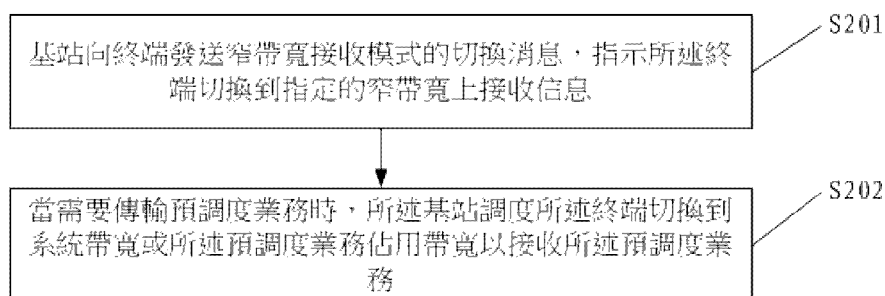 S201
基站向終端發送窄帶寬接收模式的切換消息，指示所述終
端切換到指定的窄帶寬上接收信息
S202
當需要傳輸預調度業務時，所述基站調度所述終端切換到
系統帶寬或所述預調度業務佔用帶寬以接收所述預調度業
務